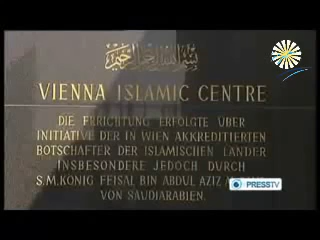 بسم الله الرحمن الرحيم
VIENNA ISLAMIC CENTRE
DIE ERRICHTUNG ERFOLGTE ÜBER
INITIATIVE DER IN WIEN AKKREDITIERTEN
BOTSCHAFTER DER ISLAMISCHEN LÄNDER
INSBESONDERE JEDOCH DURCH
S.M.KÖNIG FEISAL BIN ABDUL AZIZ
VON SAUDIARABIEN.
PRESSTV